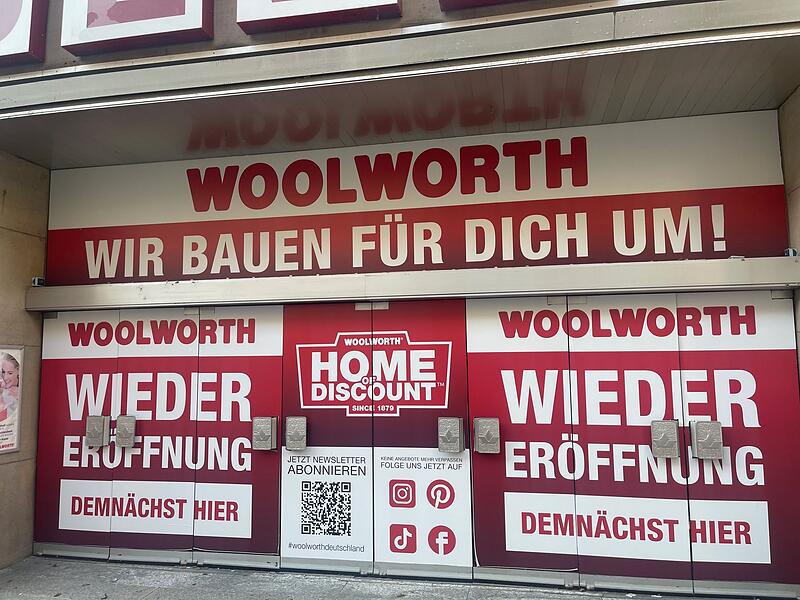 WOOLWORTH
WIR BAUEN FÜR DICH UM!
WOOLWORTH
WIEDER
ERÖFFNUNG
DEMNÄCHST HIER
WOOLWORTH®
HOME
OF
DISCOUNT™
SINCE 1879
JETZT NEWSLETTER
ABONNIEREN
#woolworthdeutschland
KEINE ANGEBOTE MEHR VERPASSEN
FOLGE UNS JETZT AUF
WOOLWORTH
WIEDER
ERÖFFNUNG
DEMNÄCHST HIER